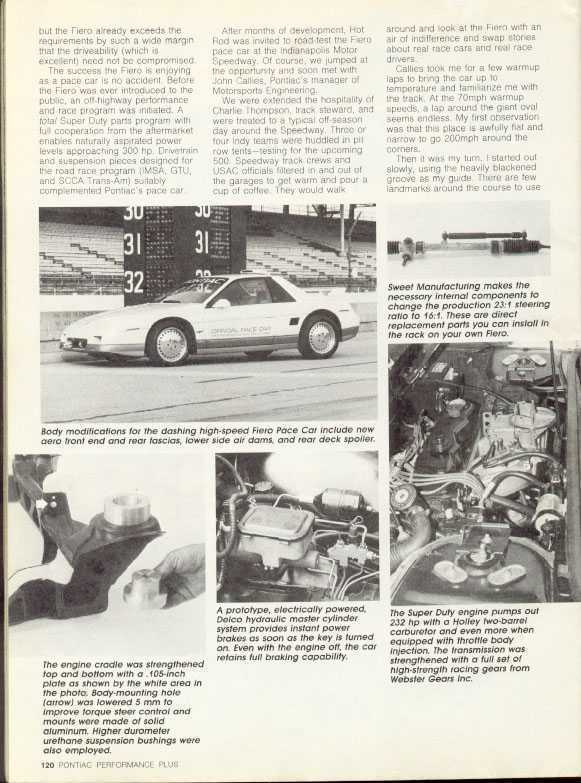 but the Fiero already exceeds the
requirements by such a wide margin
that the driveability (which is
excellent) need not be compromised.
The success the Fiero is enjoying
as a pace car is no accident. Before
the Fiero was ever introduced to the
public, an off-highway performance
and race program was initiated. A
total Super Duty parts program with
full cooperation from the aftermarket
enables naturally aspirated power
levels approaching 300 hp. Drivetrain
and suspension pieces designed for
the road race program (IMSA, GTU,
and SCCA Trans-Am) suitably
complemented Pontiac's pace car.
After months of development, Hot
Rod was invited to road-test the Fiero
pace car at the Indianapolis Motor
Speedway. Of course, we jumped at
the opportunity and soon met with
John Callies, Pontiac's manager of
Motorsports Engineering.
We were extended the hospitality of
Charlie Thompson, track steward, and
were treated to a typical off-season
day around the Speedway. Three or
four Indy teams were huddled in pit
row tents—testing for the upcoming
500. Speedway track crews and
USAC officials filtered in and out of
the garages to get warm and pour a
cup of coffee. They would walk
around and look at the Fiero with an
air of indifference and swap stories
about real race cars and real race
drivers.
Callies took me for a few warmup
laps to bring the car up to
temperature and familiarize me with
the track. At the 70mph warmup
speeds, a lap around the giant oval
seems endless. My first observation
was that this place is awfully flat and
narrow to go 200mph around the
corners.
Then it was my turn. I started out
slowly, using the heavily blackened
groove as my guide. There are few
landmarks around the course to use
30
30
31
31
32
32
PONTIAC
OFFICIAL PACE CAR
Body modifications for the dashing high-speed Fiero Pace Car include new
aero front end and rear fascias, lower side air dams, and rear deck spoiler.
Sweet Manufacturing makes the
necessary internal components to
change the production 23:1 steering
ratio to 16:1. These are direct
replacement parts you can install in
the rack on your own Fiero.
The engine cradle was strengthened
top and bottom with a .105-inch
plate as shown by the white area in
the photo. Body-mounting hole
(arrow) was lowered 5 mm to
improve torque steer control and
mounts were made of solid
aluminum. Higher durometer
urethane suspension bushings were
also employed.
A prototype, electrically powered,
Delco hydraulic master cylinder
system provides instant power
brakes as soon as the key is turned
on. Even with the engine off, the car
retains full braking capability.
The Super Duty engine pumps out
232 hp with a Holley two-barrel
carburetor and even more when
equipped with throttle body
injection. The transmission was
strengthened with a full set of
high-strength racing gears from
Webster Gears Inc.
120 PONTIAC PERFORMANCE PLUS